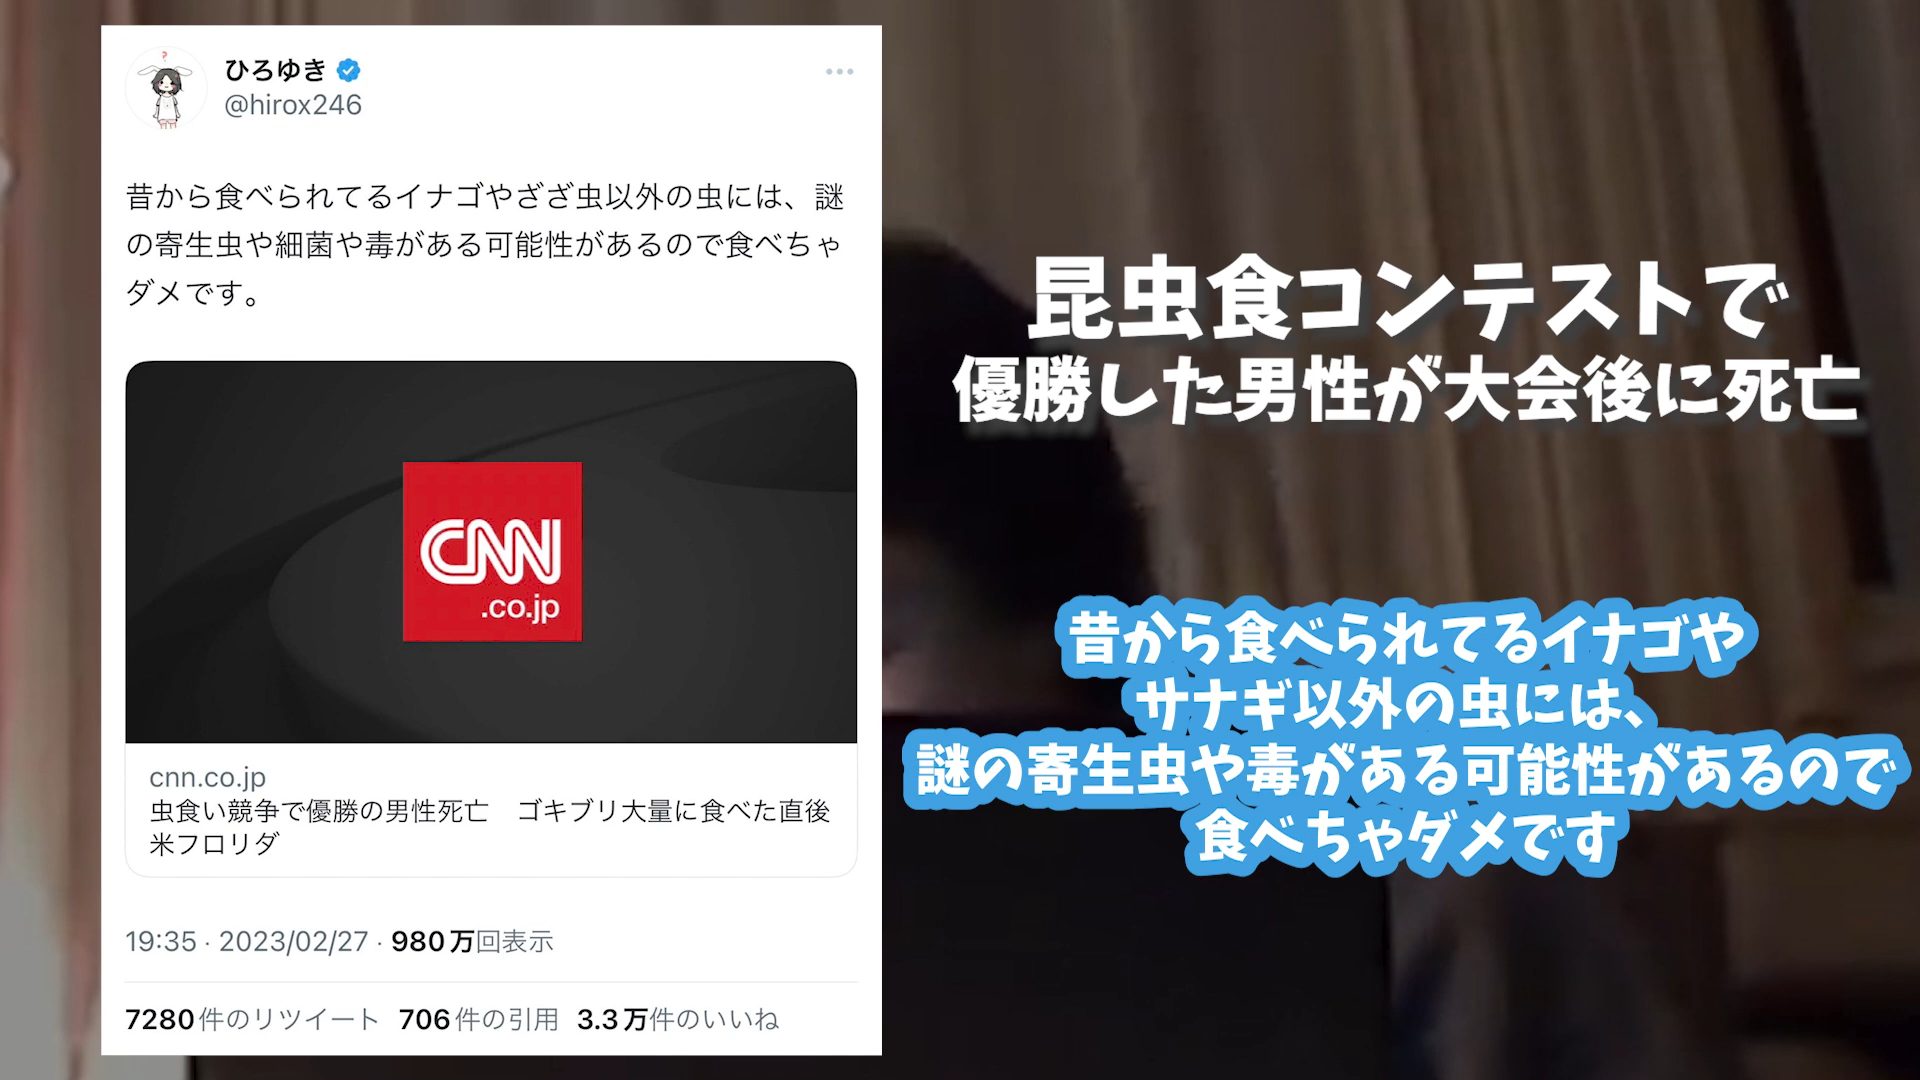 ひろゆき
@hirox246
昔から食べられてるイナゴやざざ虫以外の虫には、謎
の寄生虫や細菌や毒がある可能性があるので食べちゃ
ダメです。
CNN
.co.jp
cnn.co.jp
虫食い競争で優勝の男性死亡　ゴキブリ大量に食べた直後
米フロリダ
19:35 · 2023/02/27 · 980万回表示
7280件のリツイート 706件の引用 3.3万件のいいね
昆虫食コンテストで
優勝した男性が大会後に死亡
昔から食べられてるイナゴや
サナギ以外の虫には、
謎の寄生虫や毒がある可能性があるので
食べちゃダメです